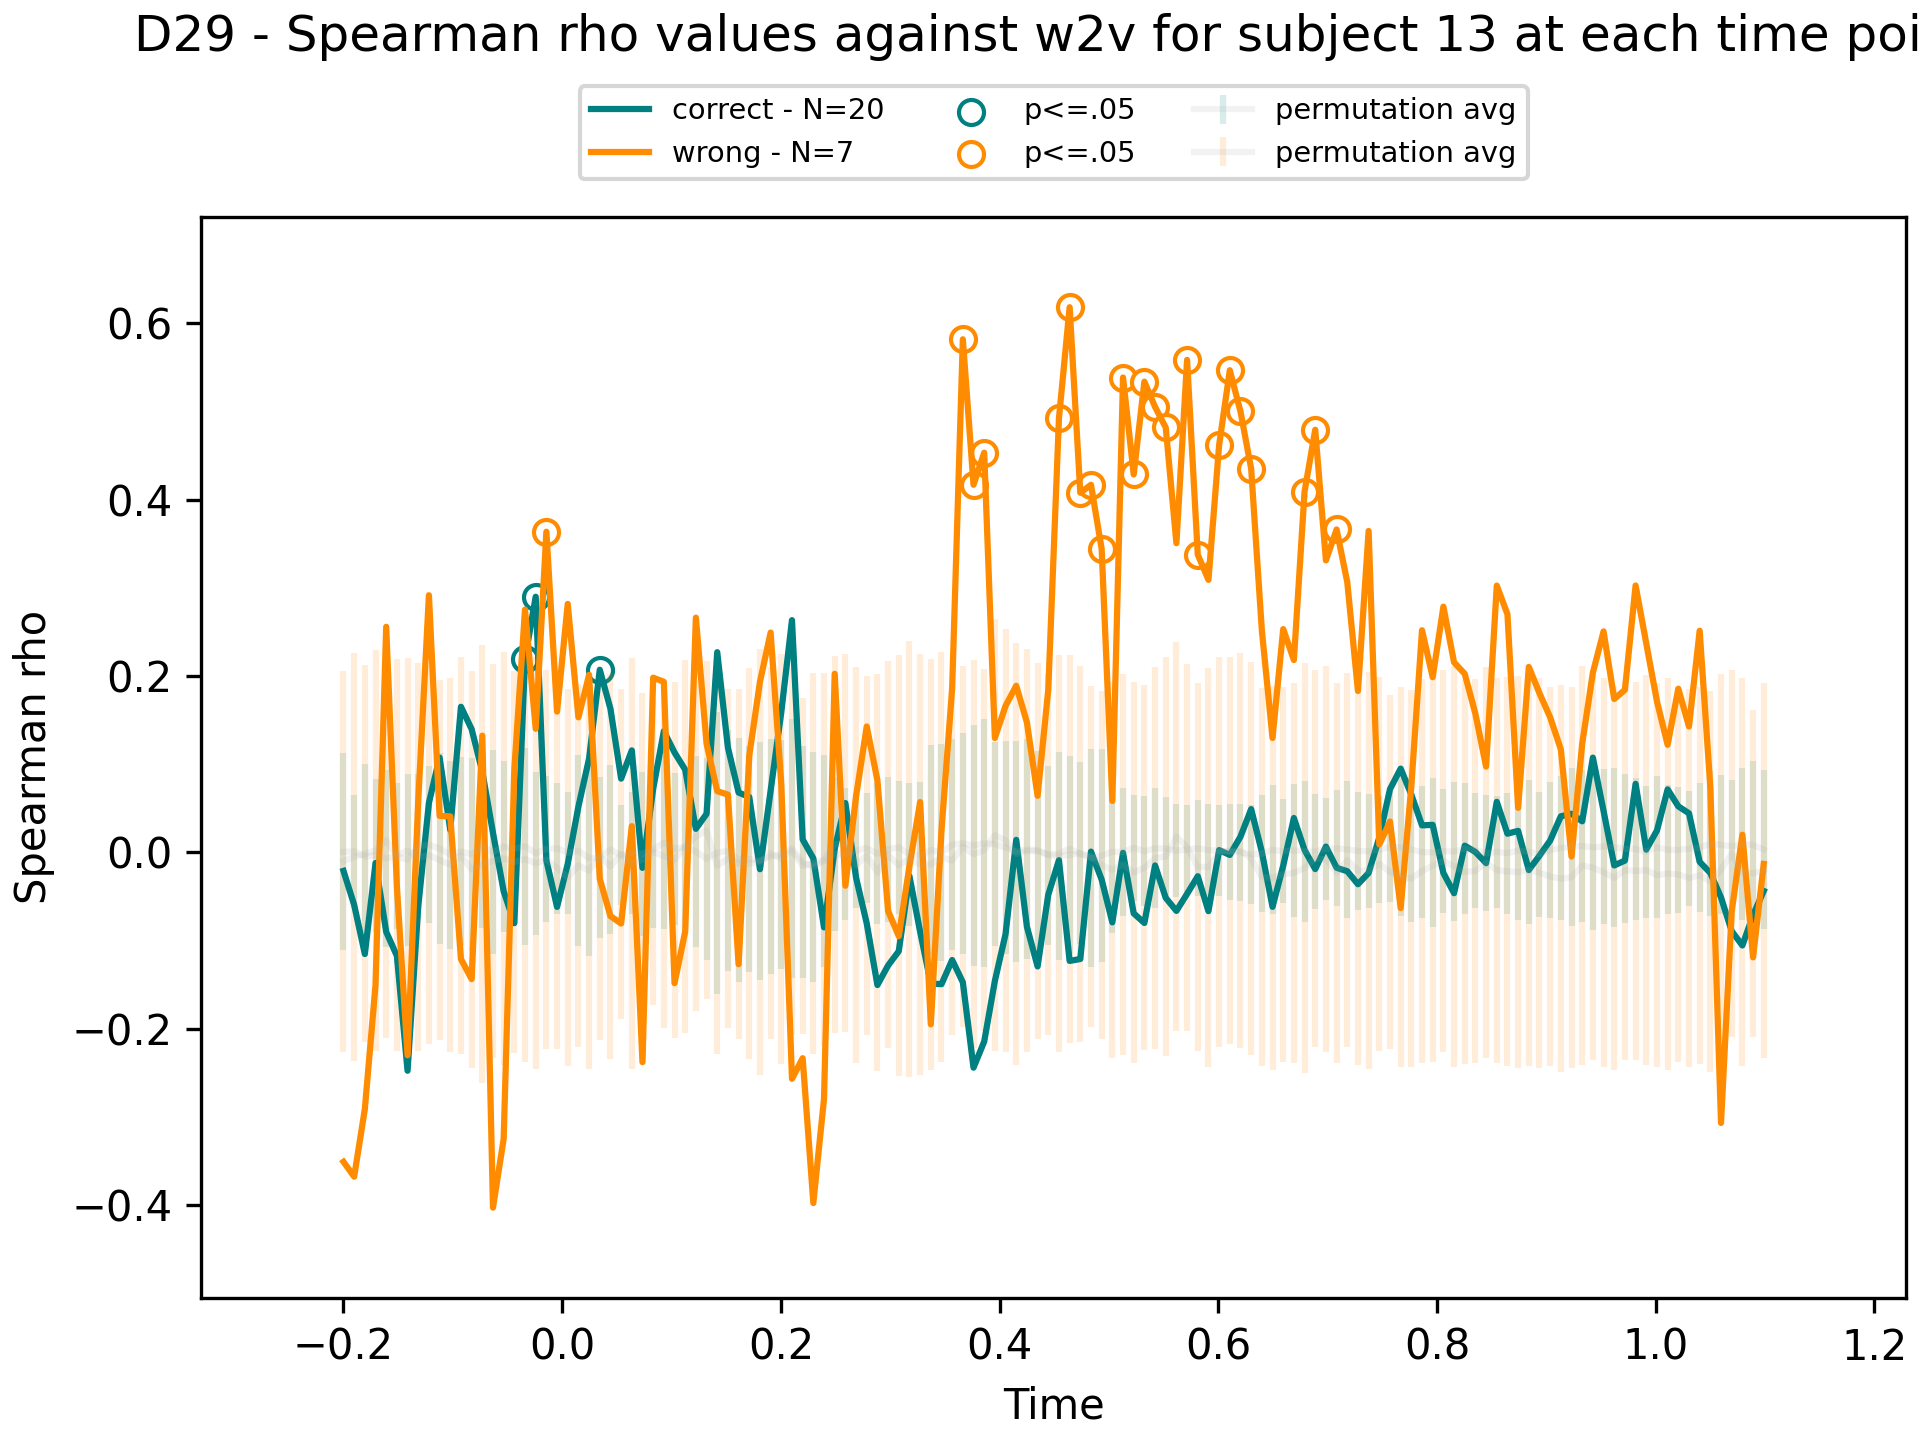 D29 - Spearman rho values against w2v for subject 13 at each time poi
correct - N=20
wrong - N=7
p<=.05
p<=.05
permutation avg
permutation avg
Spearman rho
0.6
0.4
0.2
0.0
−0.2
−0.4
−0.2 0.0 0.2 0.4 0.6 0.8 1.0 1.2
Time